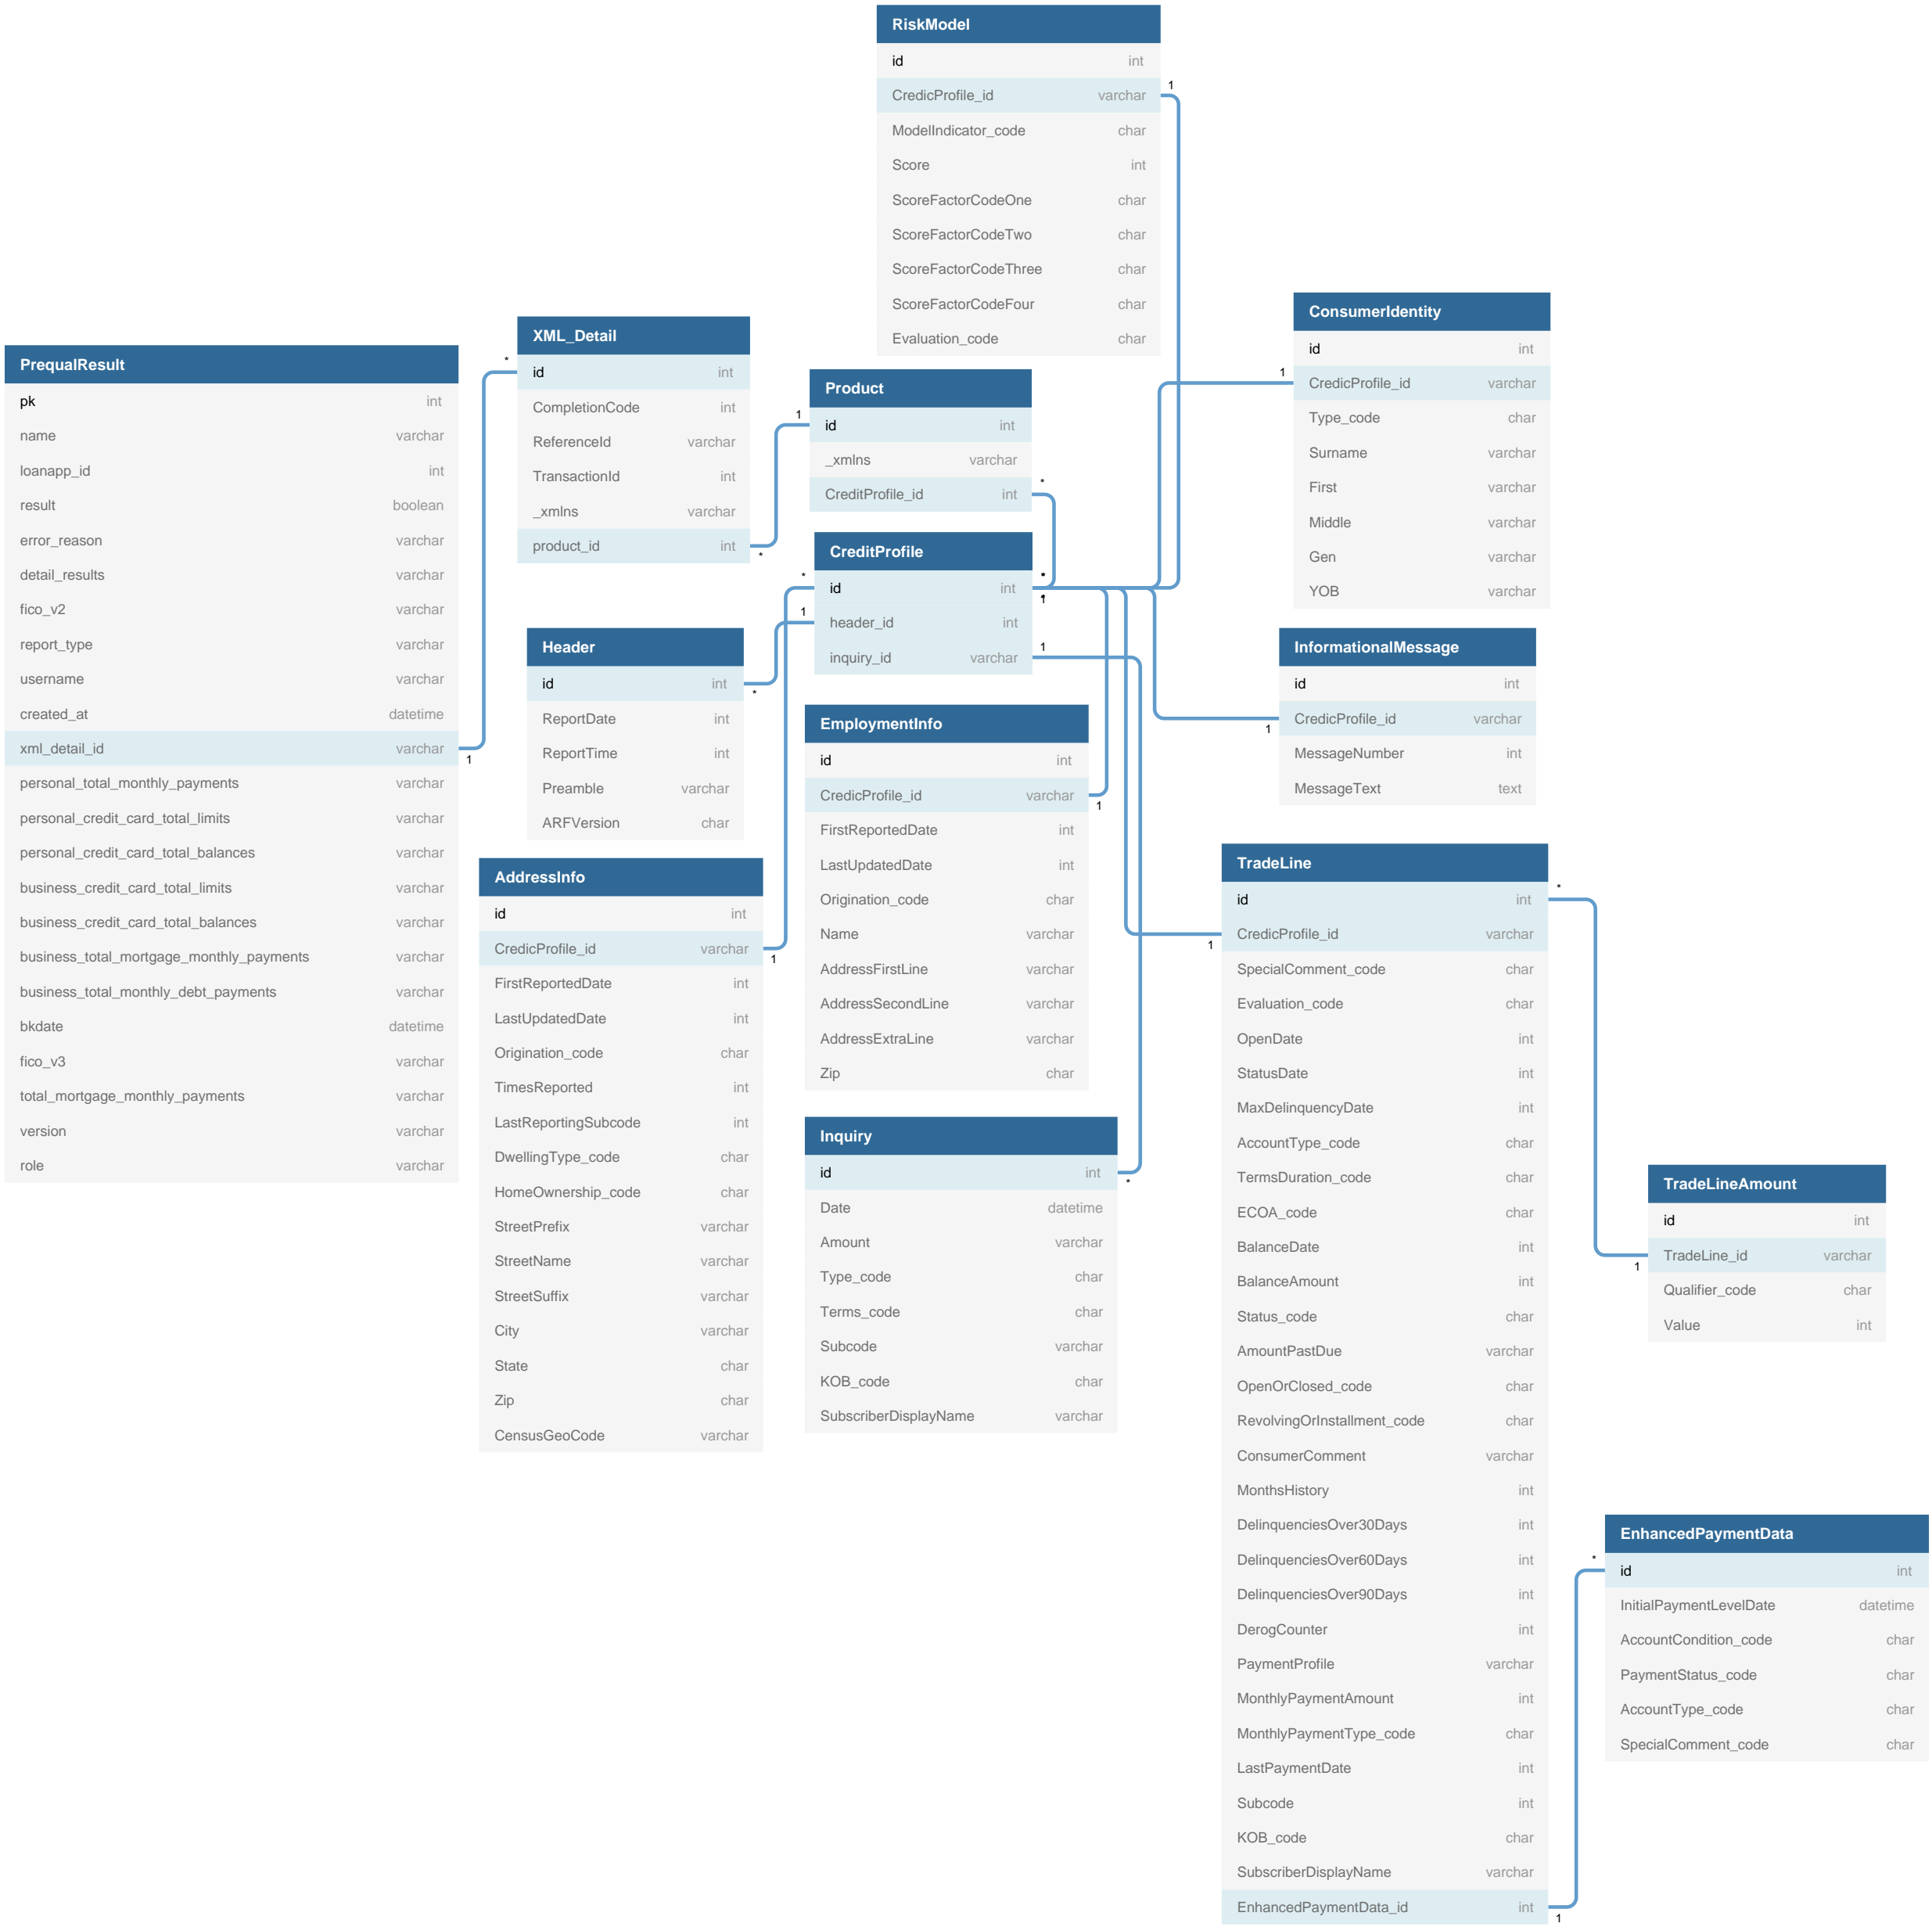 RiskModel
id int
CredicProfile_id varchar
ModelIndicator_code char
Score int
ScoreFactorCodeOne char
ScoreFactorCodeTwo char
ScoreFactorCodeThree char
ScoreFactorCodeFour char
Evaluation_code char
1
ConsumerIdentity
id int
CredicProfile_id varchar
Type_code char
Surname varchar
First varchar
Middle varchar
Gen varchar
YOB varchar
1
XML_Detail
id int
CompletionCode int
ReferenceId varchar
TransactionId int
_xmlns varchar
product_id int
*
*
PrequalResult
pk int
name varchar
loanapp_id int
result boolean
error_reason varchar
detail_results varchar
fico_v2 varchar
report_type varchar
username varchar
created_at datetime
xml_detail_id varchar
personal_total_monthly_payments varchar
personal_credit_card_total_limits varchar
personal_credit_card_total_balances varchar
business_credit_card_total_limits varchar
business_credit_card_total_balances varchar
business_total_mortgage_monthly_payments varchar
business_total_monthly_debt_payments varchar
bkdate datetime
fico_v3 varchar
total_mortgage_monthly_payments varchar
version varchar
role varchar
1
Product
id int
_xmlns varchar
CreditProfile_id int
1
*
CreditProfile
id int
header_id int
inquiry_id varchar
*
1
*
1
1
Header
id int
ReportDate int
ReportTime int
Preamble varchar
ARFVersion char
*
InformationalMessage
id int
CredicProfile_id varchar
MessageNumber int
MessageText text
1
EmploymentInfo
id int
CredicProfile_id varchar
FirstReportedDate int
LastUpdatedDate int
Origination_code char
Name varchar
AddressFirstLine varchar
AddressSecondLine varchar
AddressExtraLine varchar
Zip char
1
AddressInfo
id int
CredicProfile_id varchar
FirstReportedDate int
LastUpdatedDate int
Origination_code char
TimesReported int
LastReportingSubcode int
DwellingType_code char
HomeOwnership_code char
StreetPrefix varchar
StreetName varchar
StreetSuffix varchar
City varchar
State char
Zip char
CensusGeoCode varchar
1
Inquiry
id int
Date datetime
Amount varchar
Type_code char
Terms_code char
Subcode varchar
KOB_code char
SubscriberDisplayName varchar
*
TradeLine
id int
CredicProfile_id varchar
SpecialComment_code char
Evaluation_code char
OpenDate int
StatusDate int
MaxDelinquencyDate int
AccountType_code char
TermsDuration_code char
ECOA_code char
BalanceDate int
BalanceAmount int
Status_code char
AmountPastDue varchar
OpenOrClosed_code char
RevolvingOrInstallment_code char
ConsumerComment varchar
MonthsHistory int
DelinquenciesOver30Days int
DelinquenciesOver60Days int
DelinquenciesOver90Days int
DerogCounter int
PaymentProfile varchar
MonthlyPaymentAmount int
MonthlyPaymentType_code char
LastPaymentDate int
Subcode int
KOB_code char
SubscriberDisplayName varchar
EnhancedPaymentData_id int
*
1
1
TradeLineAmount
id int
TradeLine_id varchar
Qualifier_code char
Value int
1
EnhancedPaymentData
id int
InitialPaymentLevelDate datetime
AccountCondition_code char
PaymentStatus_code char
AccountType_code char
SpecialComment_code char
*